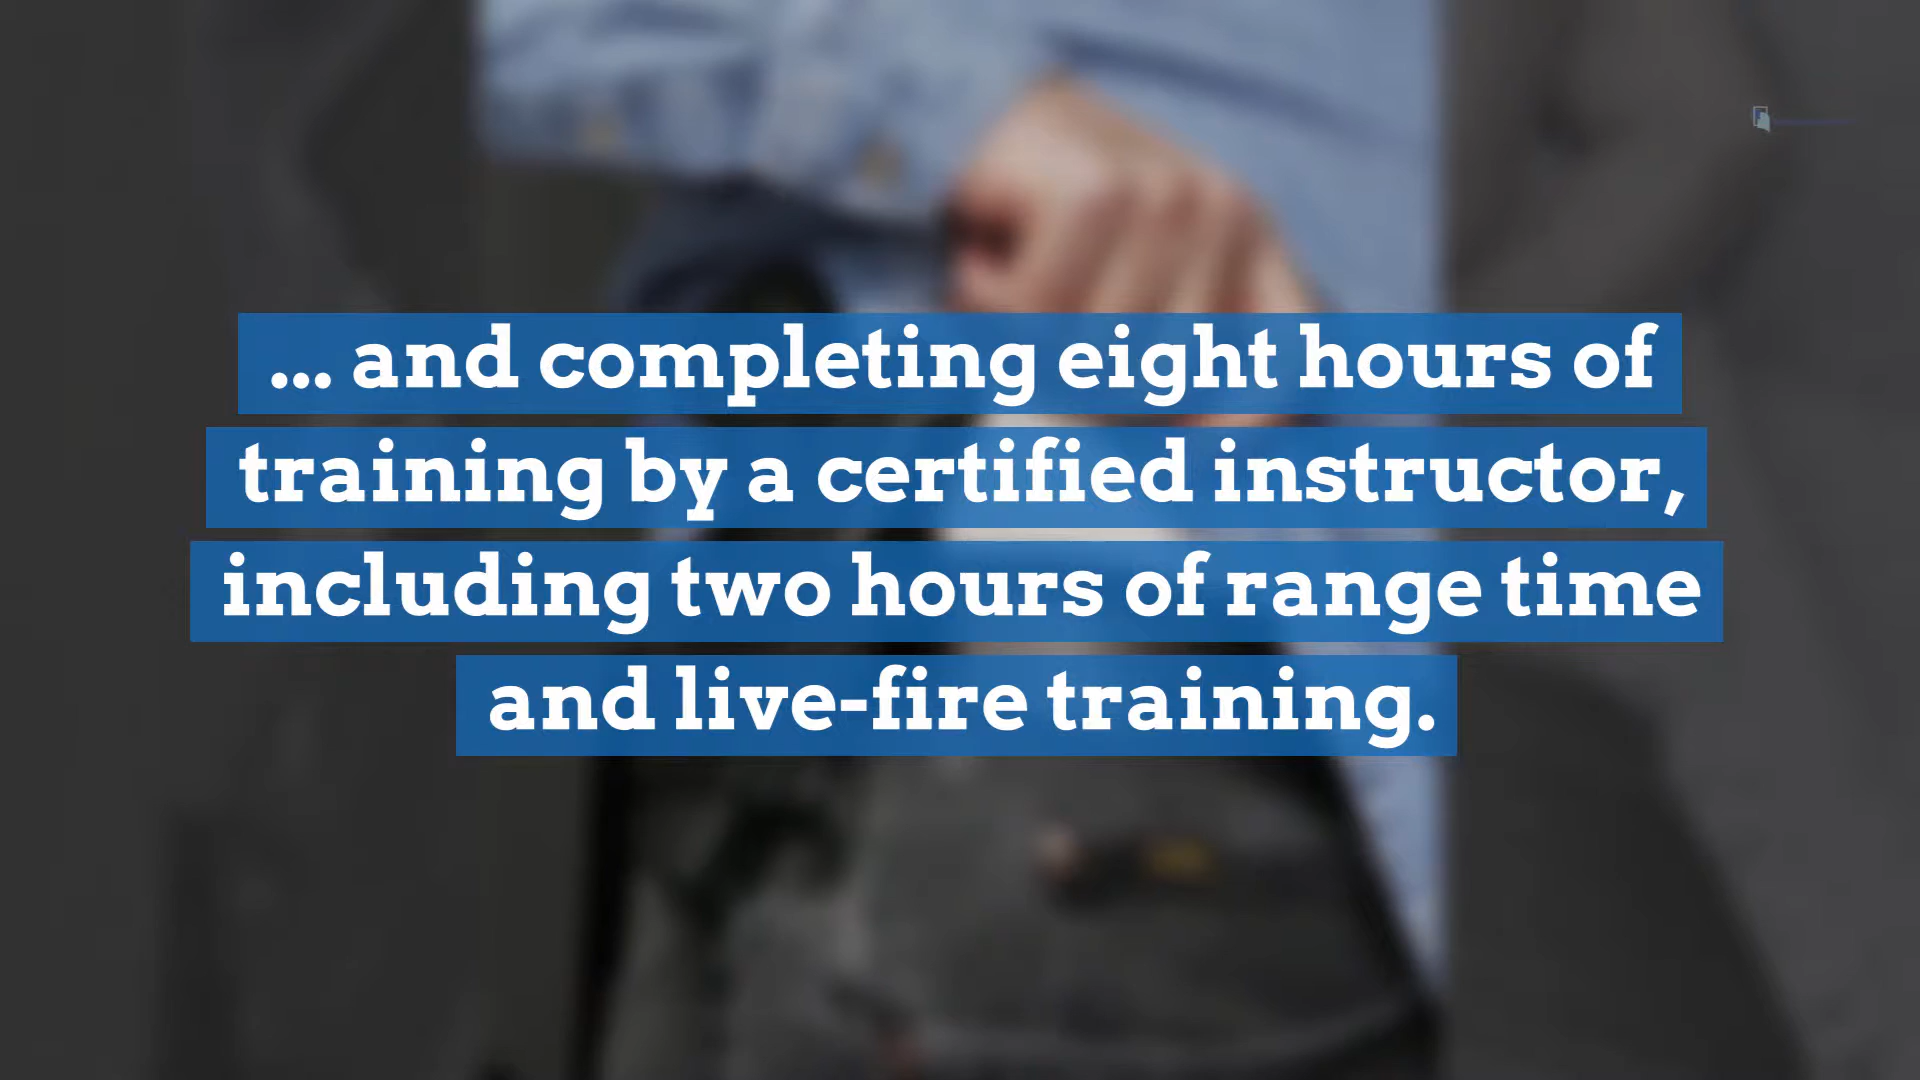 ... and completing eight hours of
training by a certified instructor,
including two hours of range time
and live-fire training.